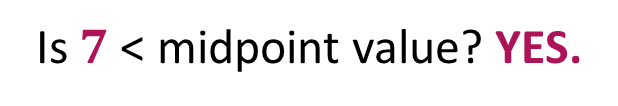 Is 7 < midpoint value? YES.